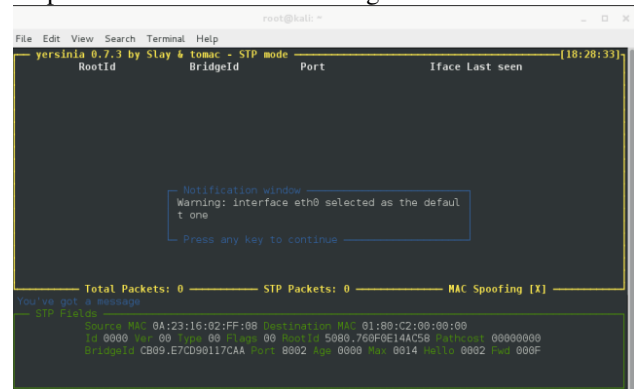 root@kali: ~
File Edit View Search Terminal Help
yersinia 0.7.3 by Slay & tomac - STP mode [18:28:33]
RootId BridgeId Port Iface Last seen
Notification window
Warning: interface eth0 selected as the defaul
t one
Press any key to continue
Total Packets: 0 STP Packets: 0 MAC Spoofing [X]
You've got a message
STP Fields
Source MAC 0A:23:16:02:FF:08 Destination MAC 01:80:C2:00:00:00
Id 0000 Ver 00 Type 00 Flags 00 RootId 5080.760F0E14AC58 Pathcost 00000000
BridgeId CB09.E7CD90117CAA Port 8002 Age 0000 Max 0014 Hello 0002 Fwd 000F